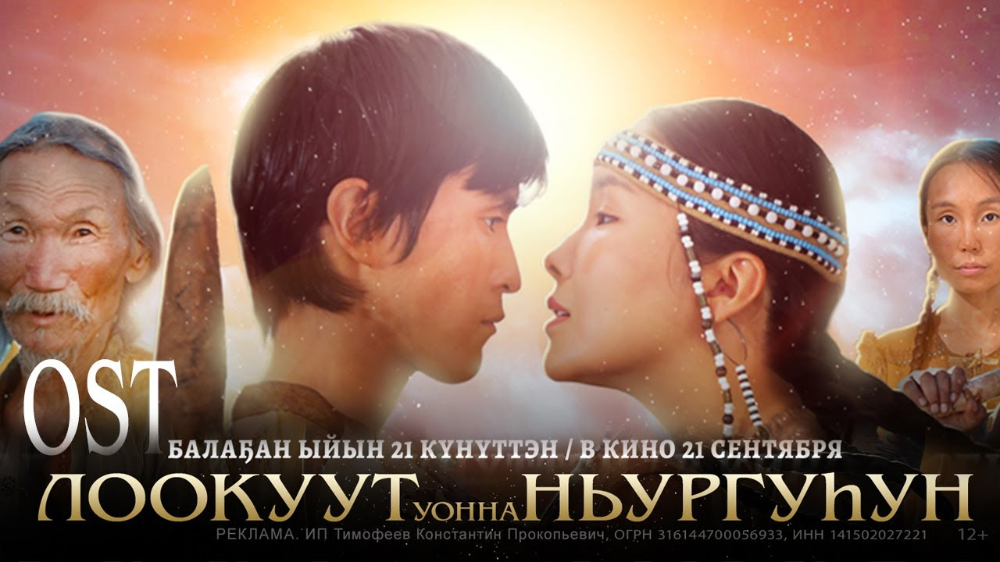 OST
БАЛАҔАН ЫЙЫН 21 КҮНҮТТЭН / В КИНО 21 СЕНТЯБРЯ
ЛООКУУТ УОННА НЬУРГУҺУН
РЕКЛАМА. ИП Тимофеев Константин Прокопьевич, ОГРН 316144700056933, ИНН 141502027221 12+